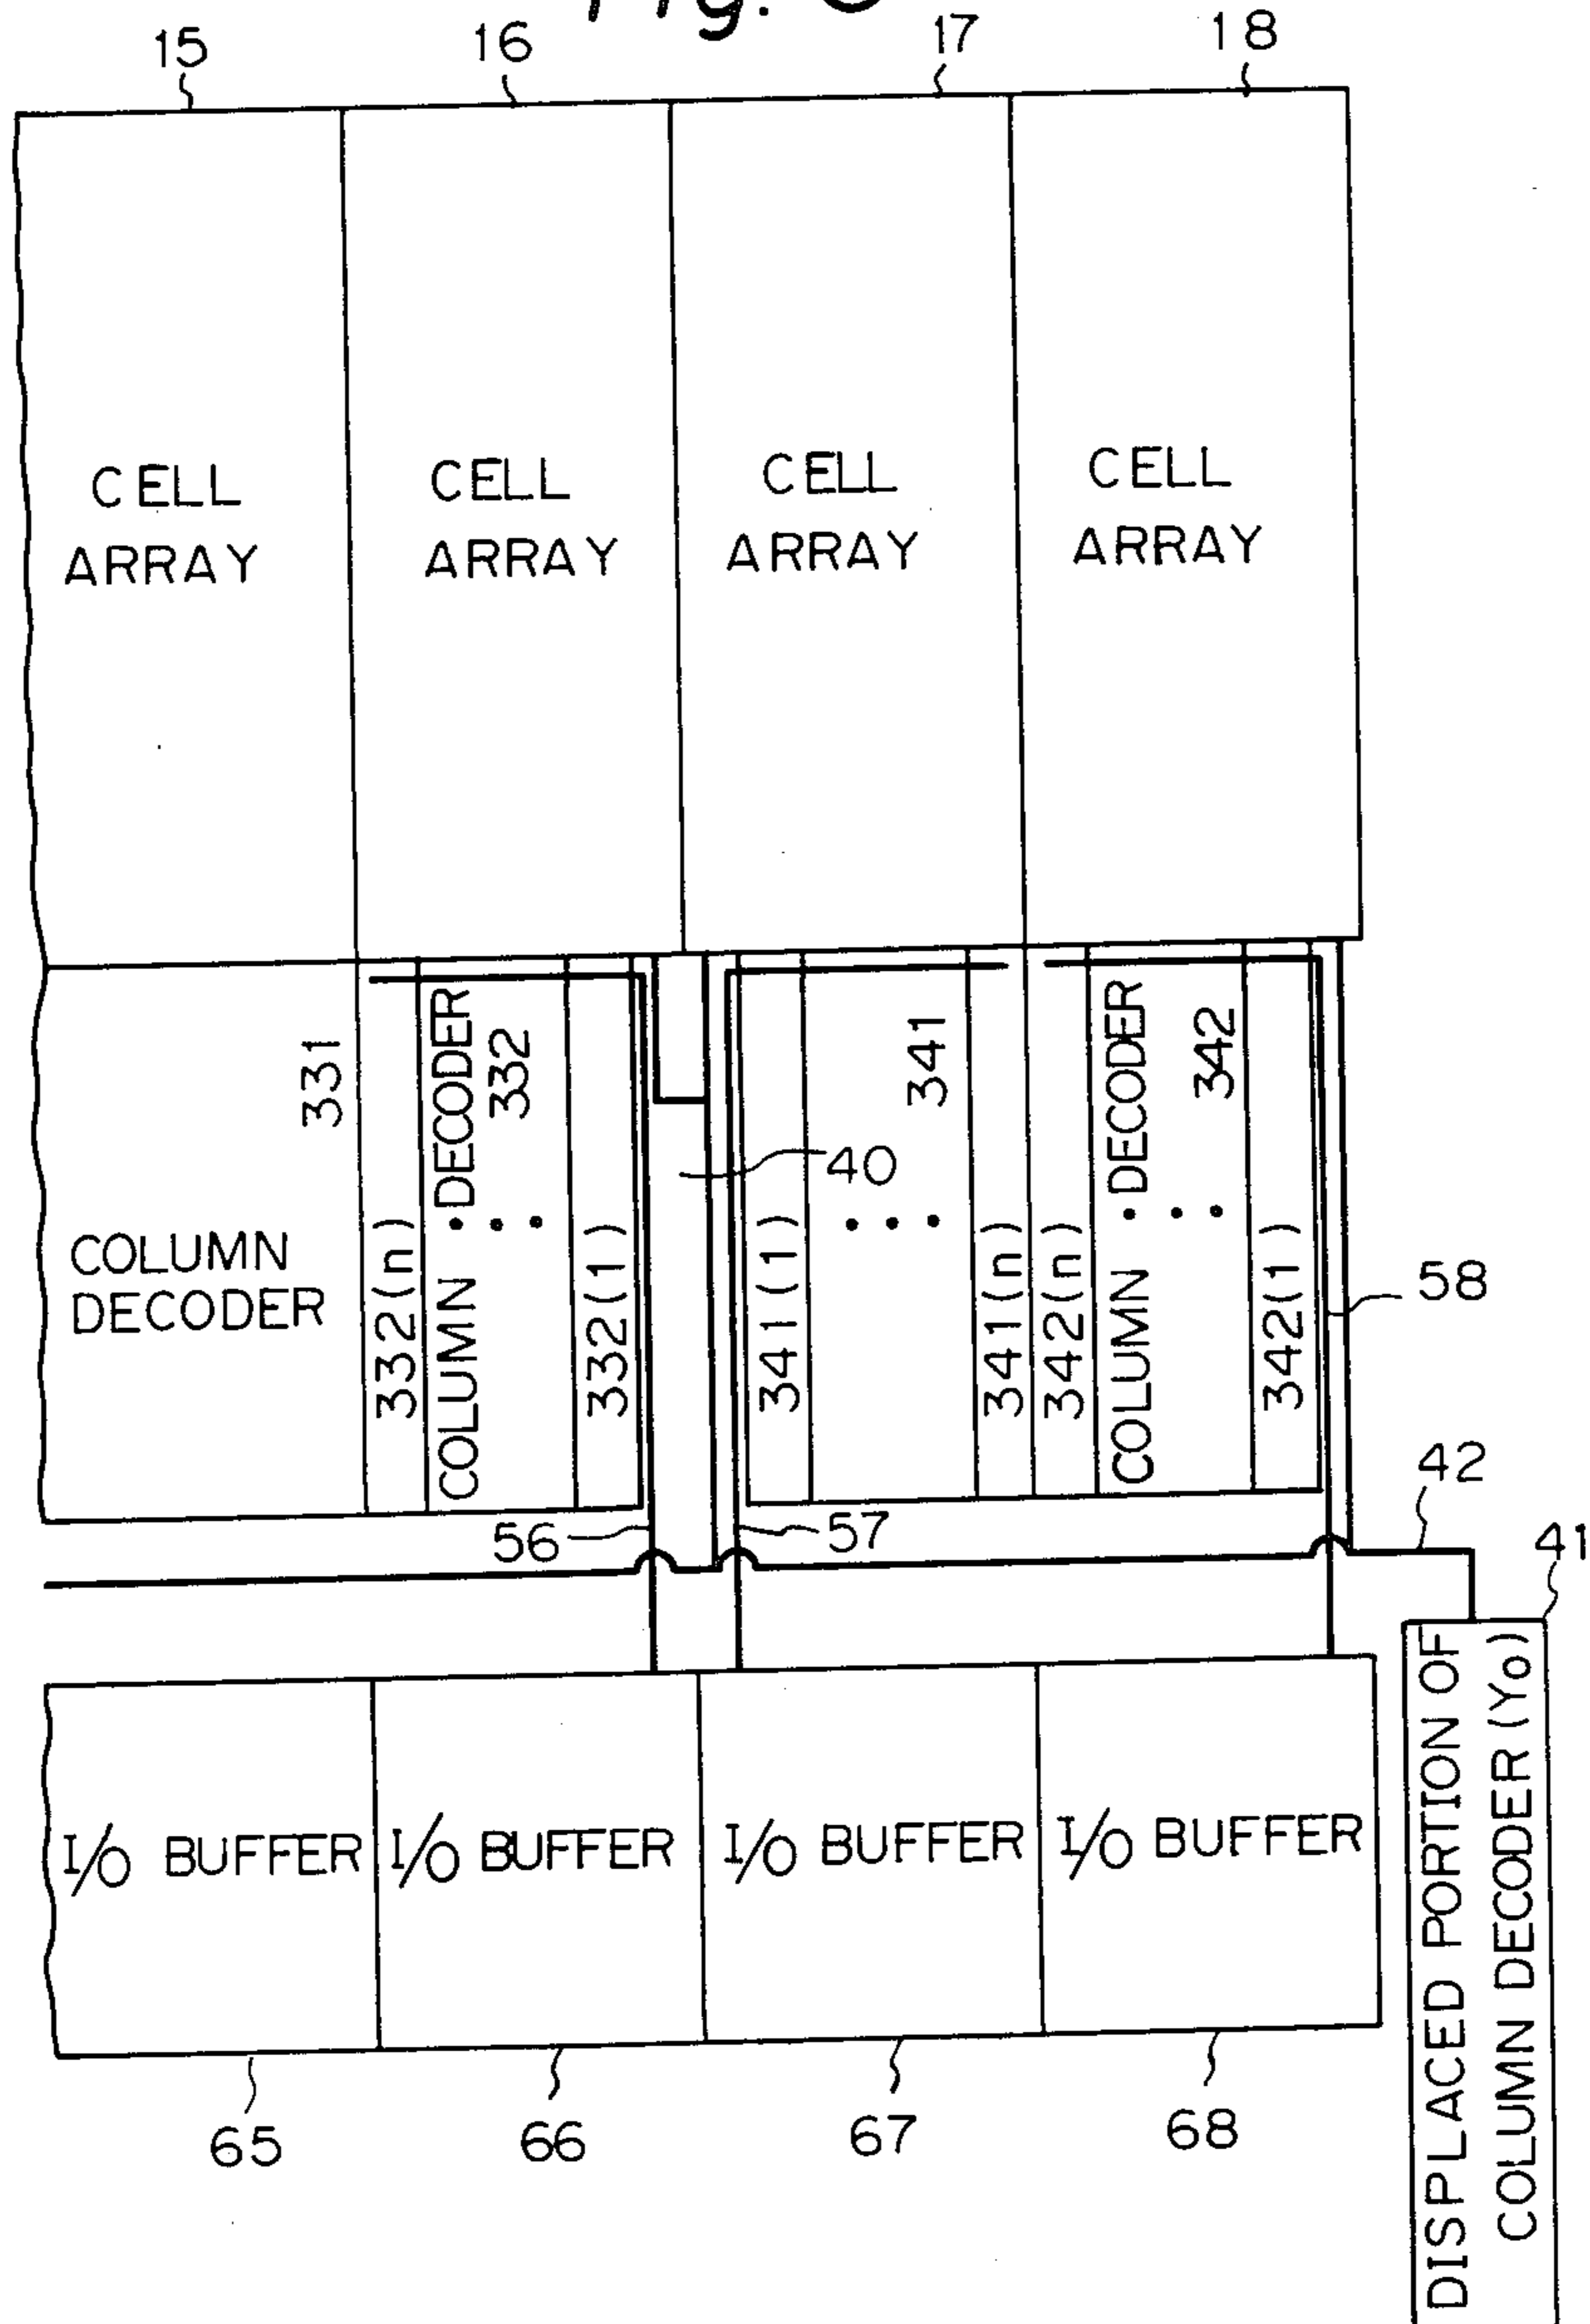 Fig.
15
16
17
18
CELL
ARRAY
CELL
ARRAY
CELL
ARRAY
CELL
ARRAY
COLUMN
DECODER
331
332(n)
COLUMN DECODER
332
332(1)
40
341(1)
341
341(n)
342(n)
COLUMN DECODER
342
342(1)
58
56
57
42
41
I/O BUFFER
I/O BUFFER
I/O BUFFER
I/O BUFFER
65
66
67
68
DISPLACED PORTION OF
COLUMN DECODER (Yo)